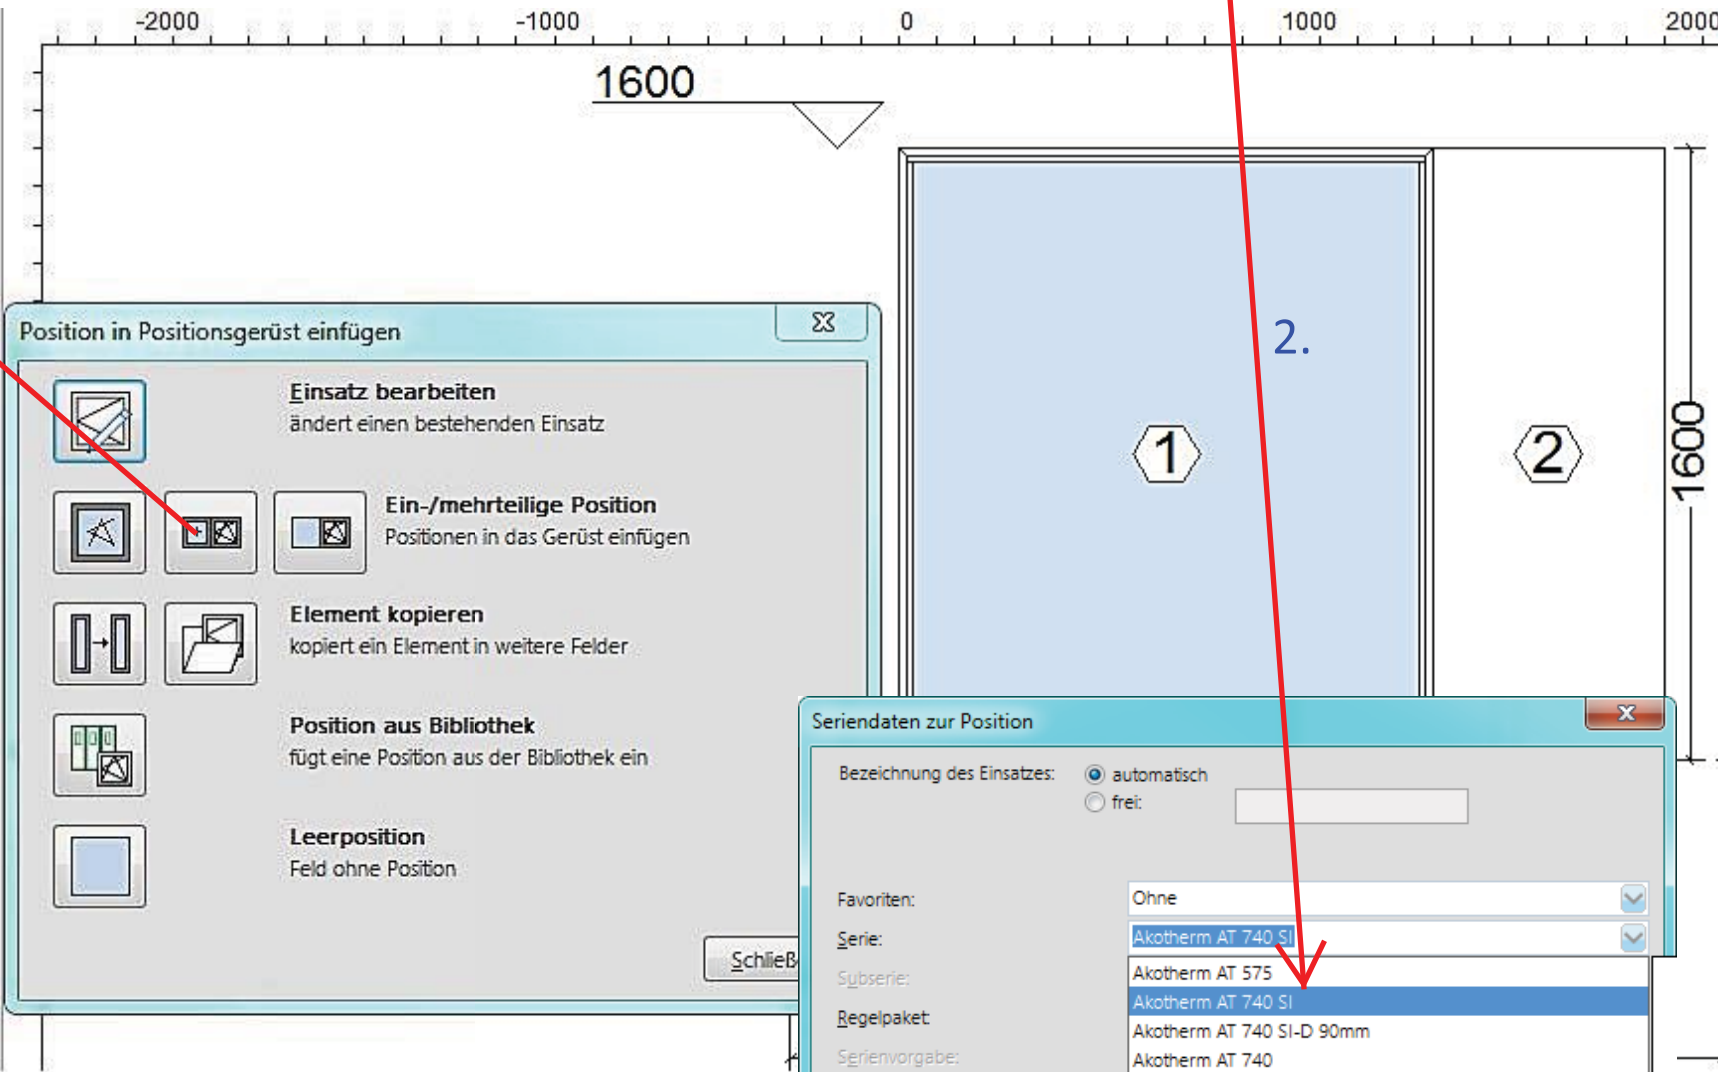 -2000 -1000 0 1000 2000
1600
2.
1 2
1600
Position in Positionsgerüst einfügen
Einsatz bearbeiten
ändert einen bestehenden Einsatz
Ein-/mehrteilige Position
Positionen in das Gerüst einfügen
Element kopieren
kopiert ein Element in weitere Felder
Position aus Bibliothek
fügt eine Position aus der Bibliothek ein
Leerposition
Feld ohne Position
Schließ
Seriendaten zur Position
Bezeichnung des Einsatzes: automatisch
frei:
Favoriten: Ohne
Serie: Akotherm AT 740 SI
Akotherm AT 575
Subserie:
Akotherm AT 740 SI
Regelpaket:
Akotherm AT 740 SI-D 90mm
Serienvorgabe:
Akotherm AT 740